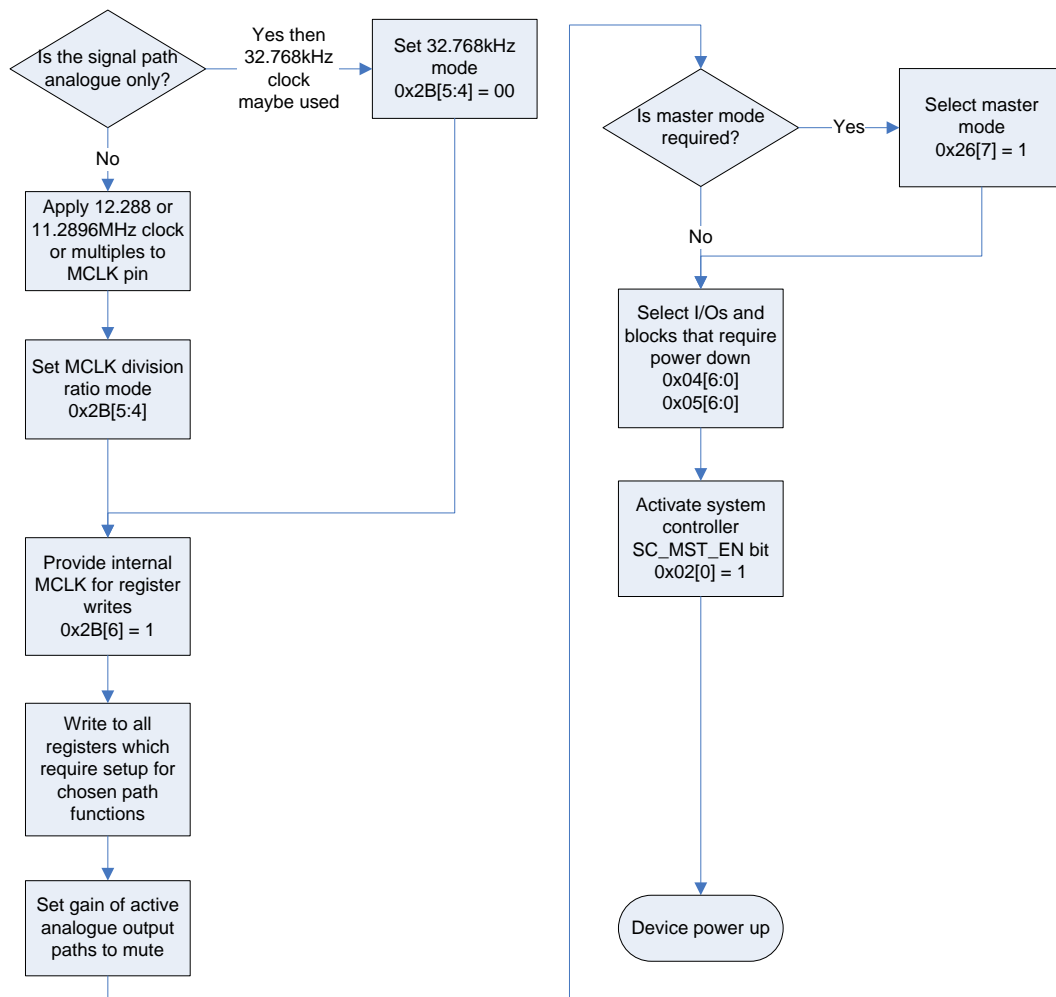 Is the signal path
analogue only?
Yes then
32.768kHz
clock
maybe used
Set 32.768kHz
mode
0x2B[5:4] = 00
No
Apply 12.288 or
11.2896MHz clock
or multiples to
MCLK pin
Set MCLK division
ratio mode
0x2B[5:4]
Provide internal
MCLK for register
writes
0x2B[6] = 1
Write to all
registers which
require setup for
chosen path
functions
Set gain of active
analogue output
paths to mute
Is master mode
required?
Yes
Select master
mode
0x26[7] = 1
No
Select I/Os and
blocks that require
power down
0x04[6:0]
0x05[6:0]
Activate system
controller
SC_MST_EN bit
0x02[0] = 1
Device power up